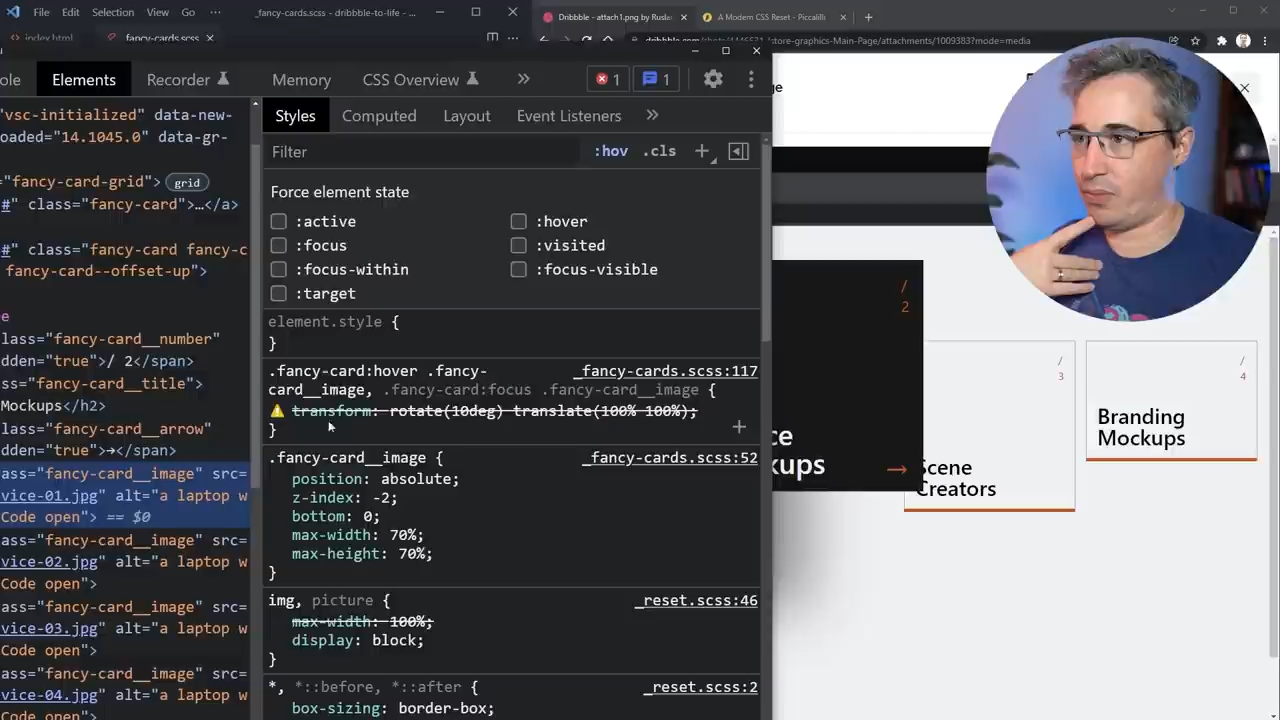 File Edit Selection View Go ··· _fancy-cards.scss - dribbble-to-life - ...
Dribbble - attach1.png by Rusla
A Modern CSS Reset - Piccalilli
index.html
fancy-cards.scss
ole Elements Recorder Memory CSS Overview » 1 1
"vsc-initialized" data-new-
oaded="14.1045.0" data-gr-
="fancy-card-grid"> grid
#" class="fancy-card">…</a>
#" class="fancy-card fancy-c
fancy-card--offset-up">
e
lass="fancy-card__number"
dden="true">/ 2</span>
ss="fancy-card__title">
Mockups</h2>
lass="fancy-card__arrow"
dden="true">→</span>
ass="fancy-card__image" src=
vice-01.jpg" alt="a laptop w
Code open"> == $0
ass="fancy-card__image" src=
vice-02.jpg" alt="a laptop w
Code open">
ass="fancy-card__image" src=
vice-03.jpg" alt="a laptop w
Code open">
ass="fancy-card__image" src=
vice-04.jpg" alt="a laptop w
Code open">
Styles Computed Layout Event Listeners »
Filter :hov .cls +
Force element state
:active :hover
:focus :visited
:focus-within :focus-visible
:target
element.style {
}
.fancy-card:hover .fancy- _fancy-cards.scss:117
card__image, .fancy-card:focus .fancy-card__image {
transform: rotate(10deg) translate(100% 100%);
}
.fancy-card__image { _fancy-cards.scss:52
position: absolute;
z-index: -2;
bottom: 0;
max-width: 70%;
max-height: 70%;
}
img, picture { _reset.scss:46
max-width: 100%;
display: block;
}
*, *::before, *::after { _reset.scss:2
box-sizing: border-box;
ge
/
2
ce
kups →
/
3
Scene
Creators
/
4
Branding
Mockups